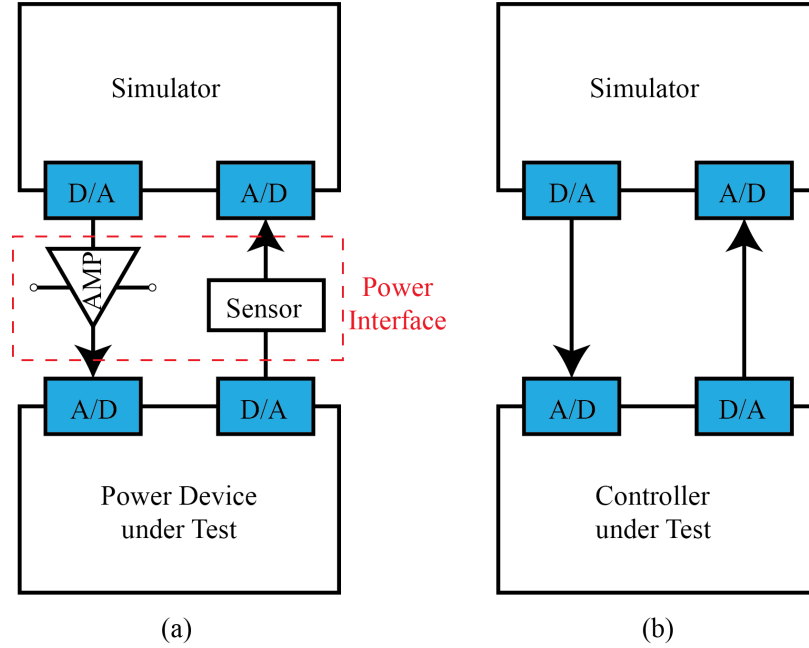 Simulator
D/A
A/D
AMP
Sensor
Power
Interface
A/D
D/A
Power Device
under Test
(a)
Simulator
D/A
A/D
A/D
D/A
Controller
under Test
(b)